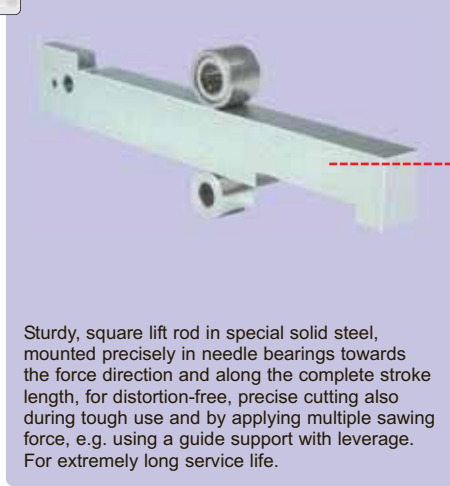 Sturdy, square lift rod in special solid steel,
mounted precisely in needle bearings towards
the force direction and along the complete stroke
length, for distortion-free, precise cutting also
during tough use and by applying multiple sawing
force, e.g. using a guide support with leverage.
For extremely long service life.